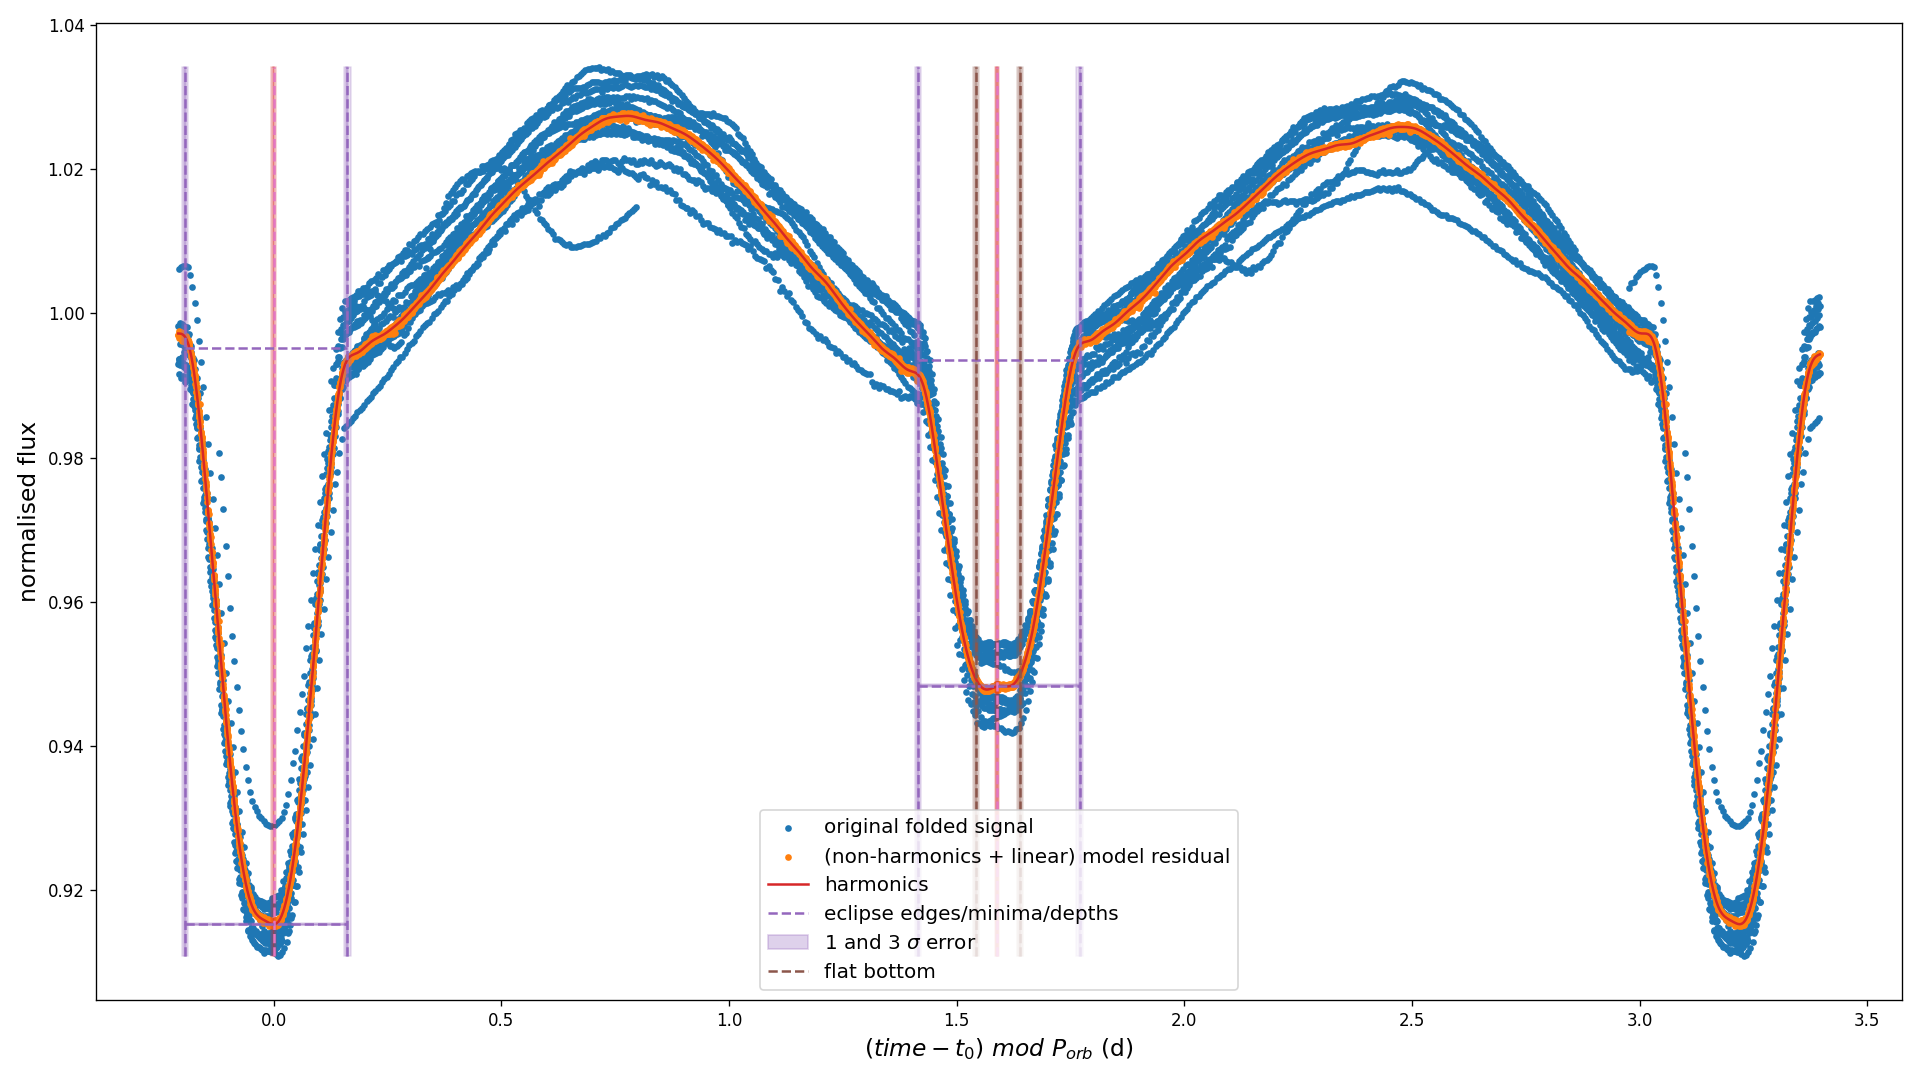 1.04
1.02
1.00
0.98
0.96
0.94
0.92
normalised flux
original folded signal
(non-harmonics + linear) model residual
harmonics
eclipse edges/minima/depths
1 and 3 σ error
flat bottom
0.0 0.5 1.0 1.5 2.0 2.5 3.0 3.5
(time − t₀) mod Pₒᵣb (d)